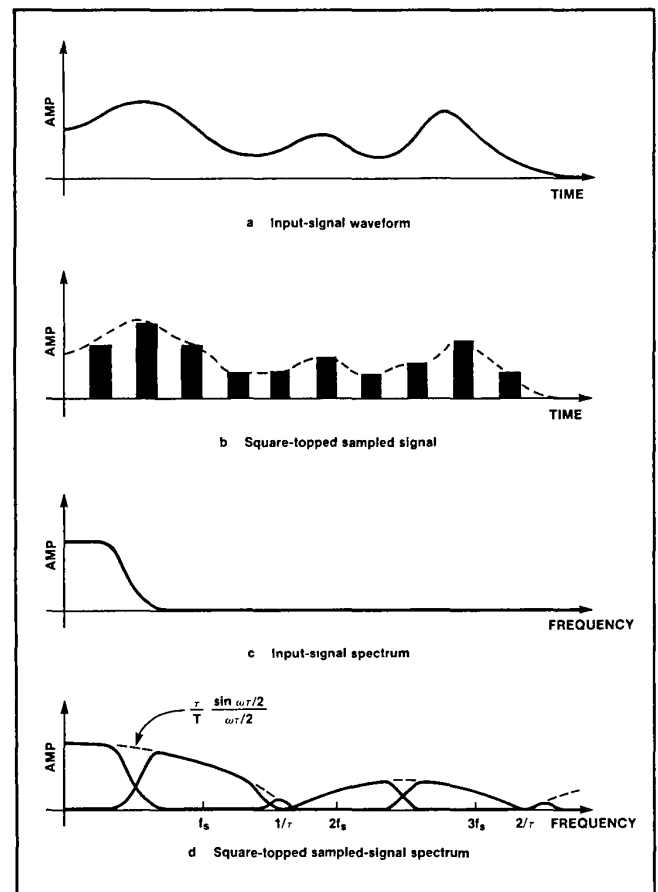 AMP
TIME
a Input-signal waveform
AMP
TIME
b Square-topped sampled signal
AMP
FREQUENCY
c Input-signal spectrum
τ/T sin ωτ/2 / ωτ/2
AMP
fs 1/τ 2fs 3fs 2/τ FREQUENCY
d Square-topped sampled-signal spectrum